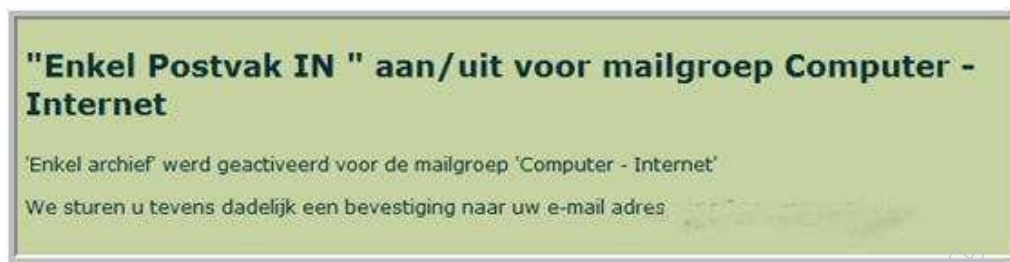 "Enkel Postvak IN " aan/uit voor mailgroep Computer -
Internet
'Enkel archief' werd geactiveerd voor de mailgroep 'Computer - Internet'
We sturen u tevens dadelijk een bevestiging naar uw e-mail adres